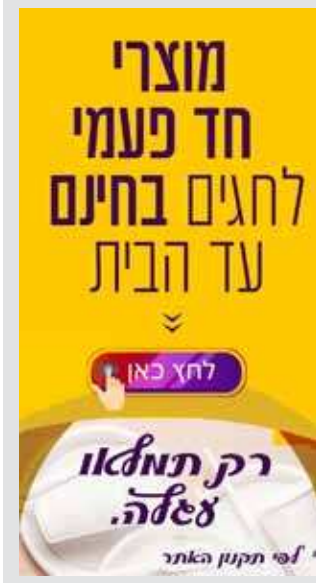 מוצרי
חד פעמי
לחגים בחינם
עד הבית
לחץ כאן
רק תמלאו
עגלה.
לפי תקנון האתר